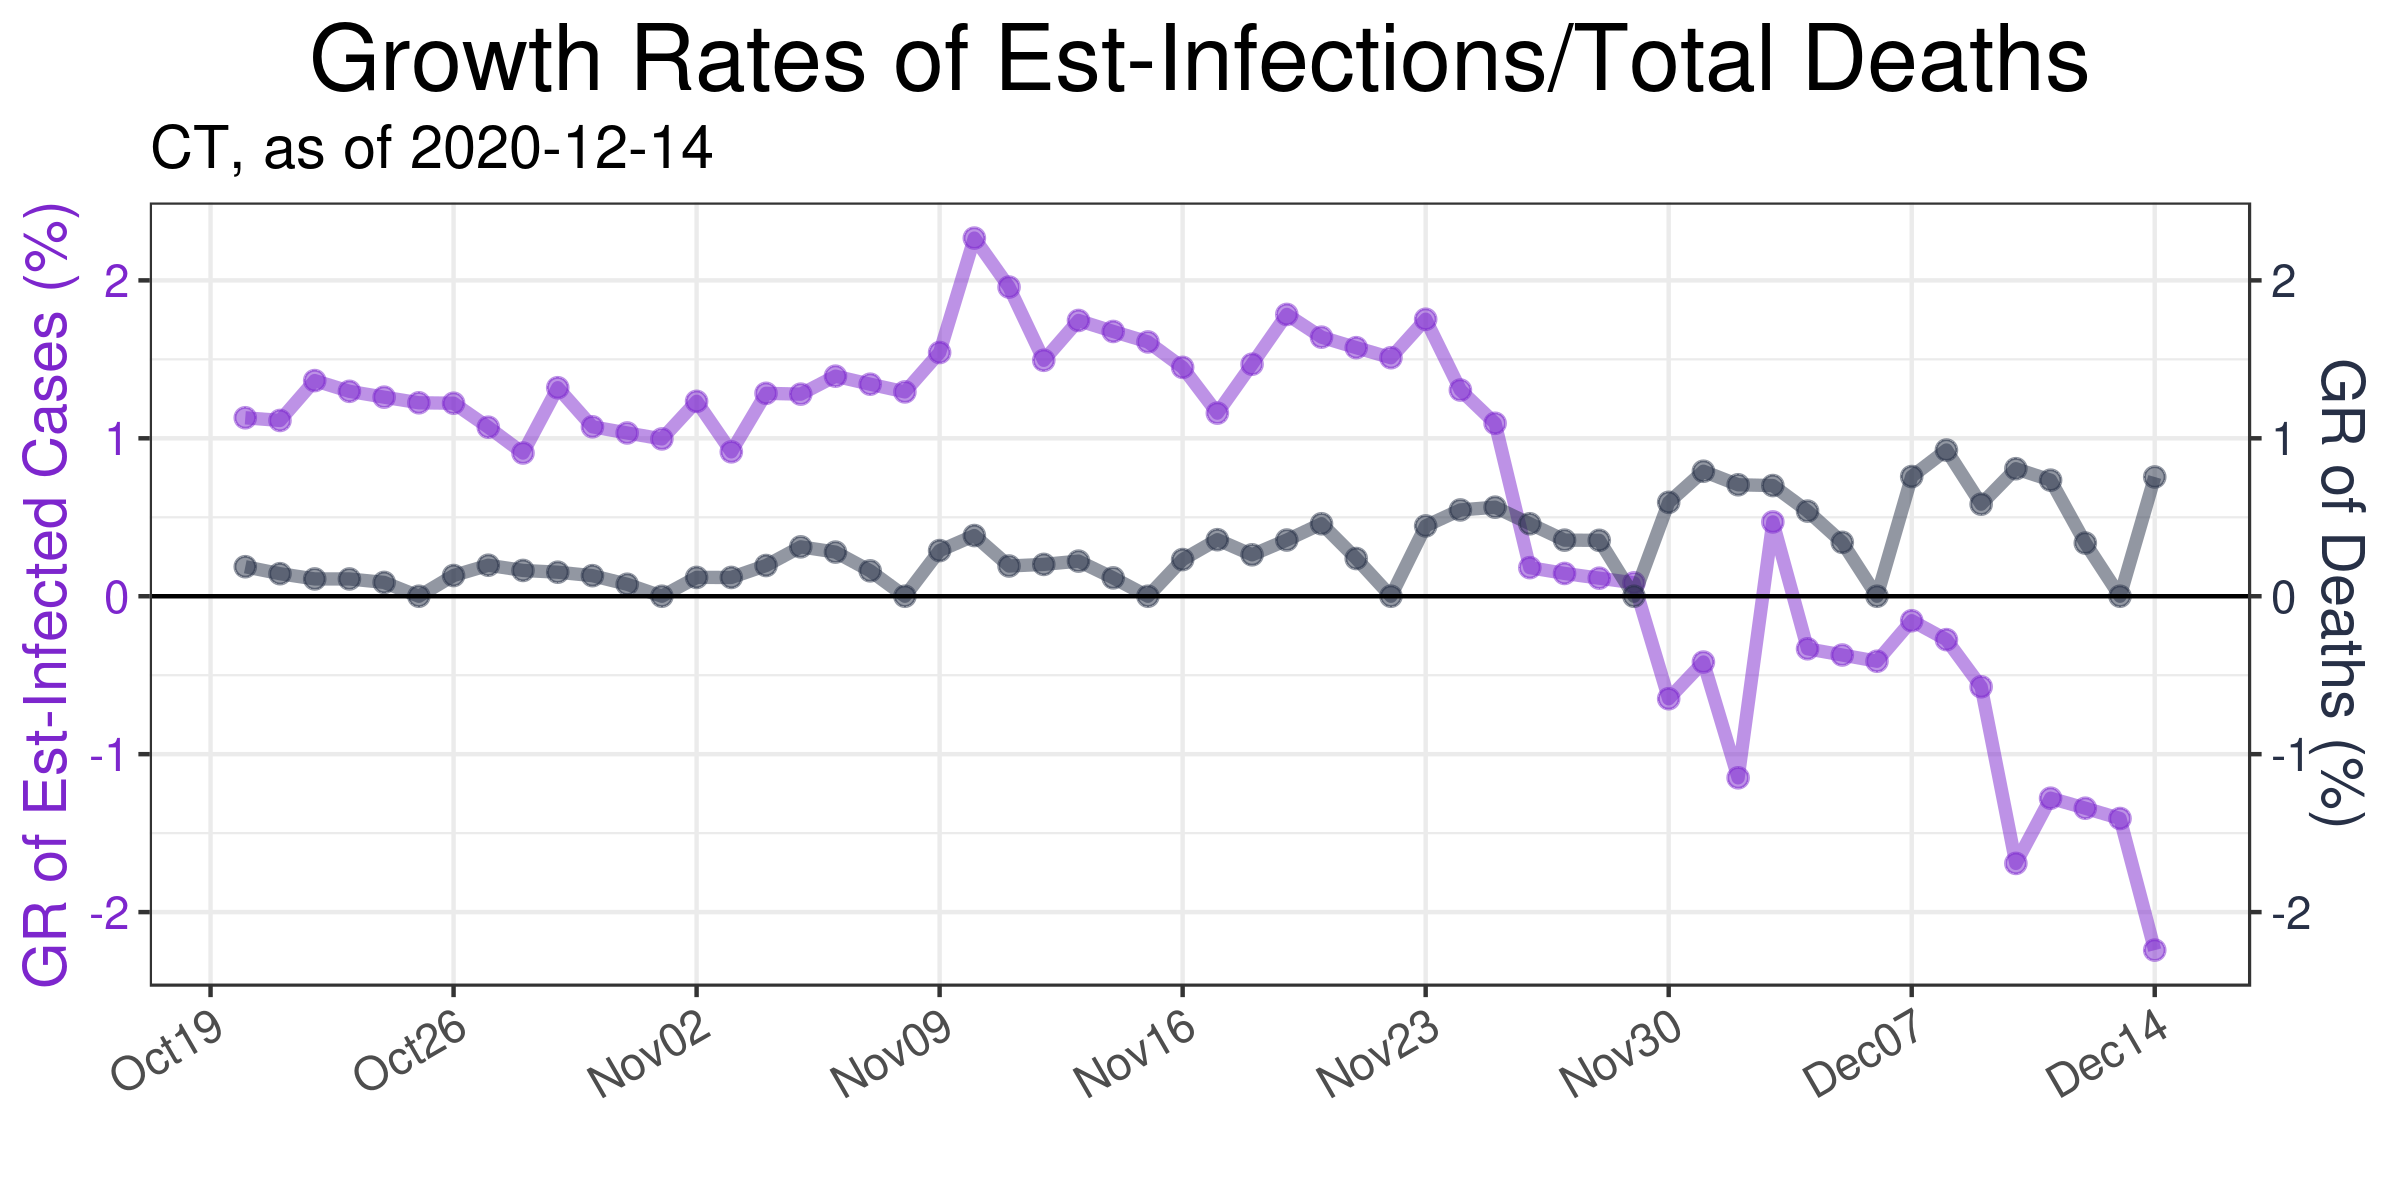 Growth Rates of Est-Infections/Total Deaths
CT, as of 2020-12-14
GR of Est-Infected Cases (%)
2
1
0
-1
-2
2
1
0
-1
-2
GR of Deaths (%)
Oct19
Oct26
Nov02
Nov09
Nov16
Nov23
Nov30
Dec07
Dec14